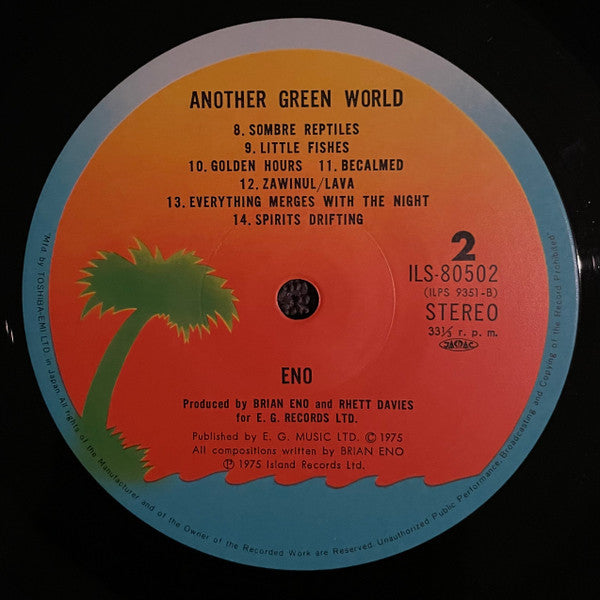 ANOTHER GREEN WORLD
8. SOMBRE REPTILES
9. LITTLE FISHES
10. GOLDEN HOURS 11. BECALMED
12. ZAWINUL/LAVA
13. EVERYTHING MERGES WITH THE NIGHT
14. SPIRITS DRIFTING
2
ILS-80502
(ILPS 9351-B)
STEREO
33⅓ r. p. m.
JASRAC
ENO
Produced by BRIAN ENO and RHETT DAVIES
for E. G. RECORDS LTD.
Published by E. G. MUSIC LTD. © 1975
All compositions written by BRIAN ENO
℗ 1975 Island Records Ltd.
"Mfd by TOSHIBA-EMI LTD. in Japan All rights of the Manufacturer and of the Owner of the Recorded Work are Reserved. Unauthorized Public Performance, Broadcasting and Copying of the Record Prohibited"